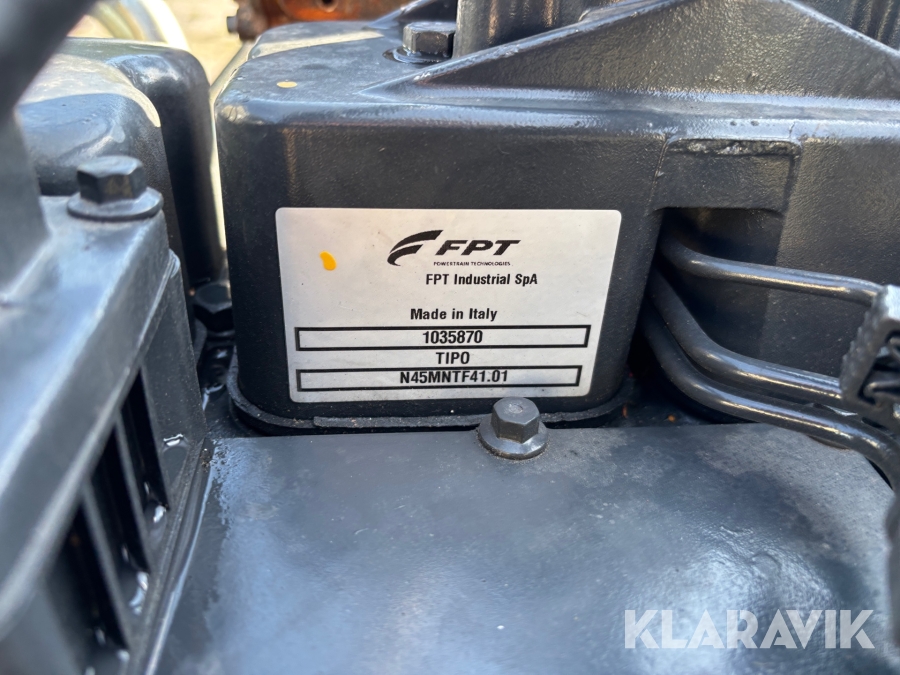 FPT
POWERTRAIN TECHNOLOGIES
FPT Industrial SpA
Made in Italy
1035870
TIPO
N45MNTF41.01
KLARAVIK